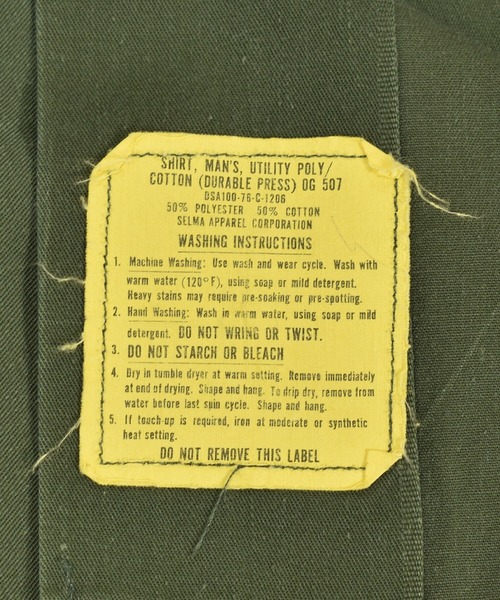 SHIRT, MAN'S, UTILITY POLY/
COTTON (DURABLE PRESS) OG 507
DSA100-76-C-1206
50% POLYESTER 50% COTTON
SELMA APPAREL CORPORATION
WASHING INSTRUCTIONS
1. Machine Washing: Use wash and wear cycle. Wash with
warm water (120°F), using soap or mild detergent.
Heavy stains may require pre-soaking or pre-spotting.
2. Hand Washing: Wash in warm water, using soap or mild
detergent. DO NOT WRING OR TWIST.
3. DO NOT STARCH OR BLEACH
4. Dry in tumble dryer at warm setting. Remove immediately
at end of drying. Shape and hang. To drip dry, remove from
water before last spin cycle. Shape and hang.
5. If touch-up is required, iron at moderate or synthetic
heat setting.
DO NOT REMOVE THIS LABEL